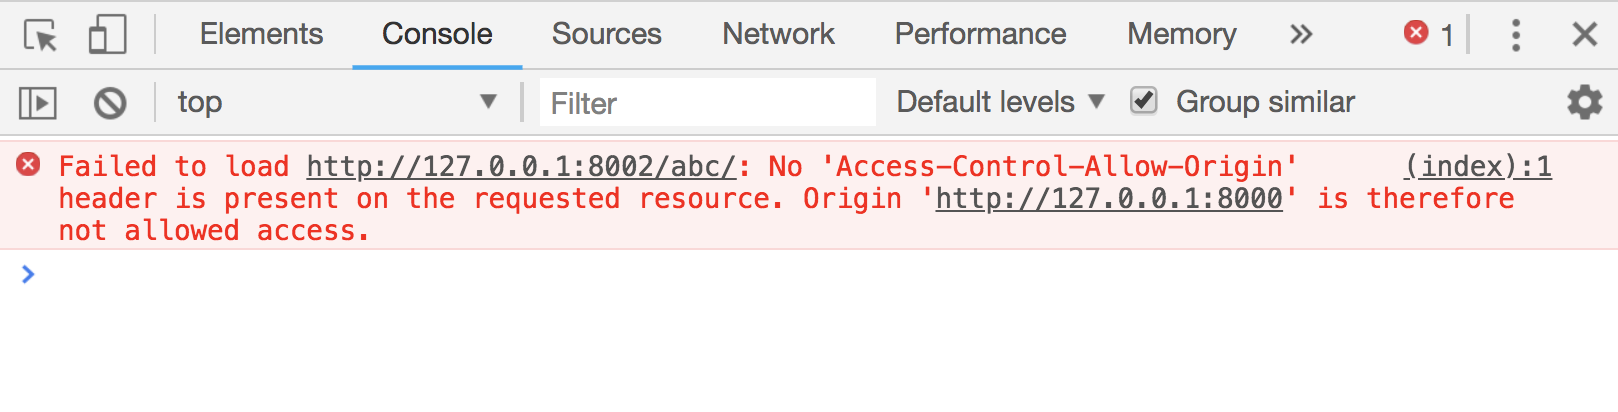 Elements Console Sources Network Performance Memory » 1
top Filter Default levels Group similar
Failed to load http://127.0.0.1:8002/abc/: No 'Access-Control-Allow-Origin' (index):1
header is present on the requested resource. Origin 'http://127.0.0.1:8000' is therefore
not allowed access.